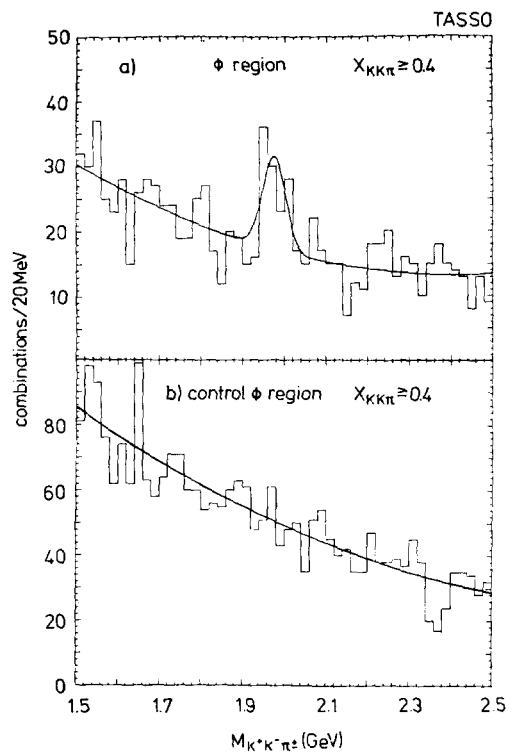 TASSO
50
a) Φ region X_KKπ ≥ 0.4
40
30
20
10
combinations/20MeV
b) control Φ region X_KKπ ≥ 0.4
80
60
40
20
0
1.5 1.7 1.9 2.1 2.3 2.5
M_K⁺K⁻π± (GeV)